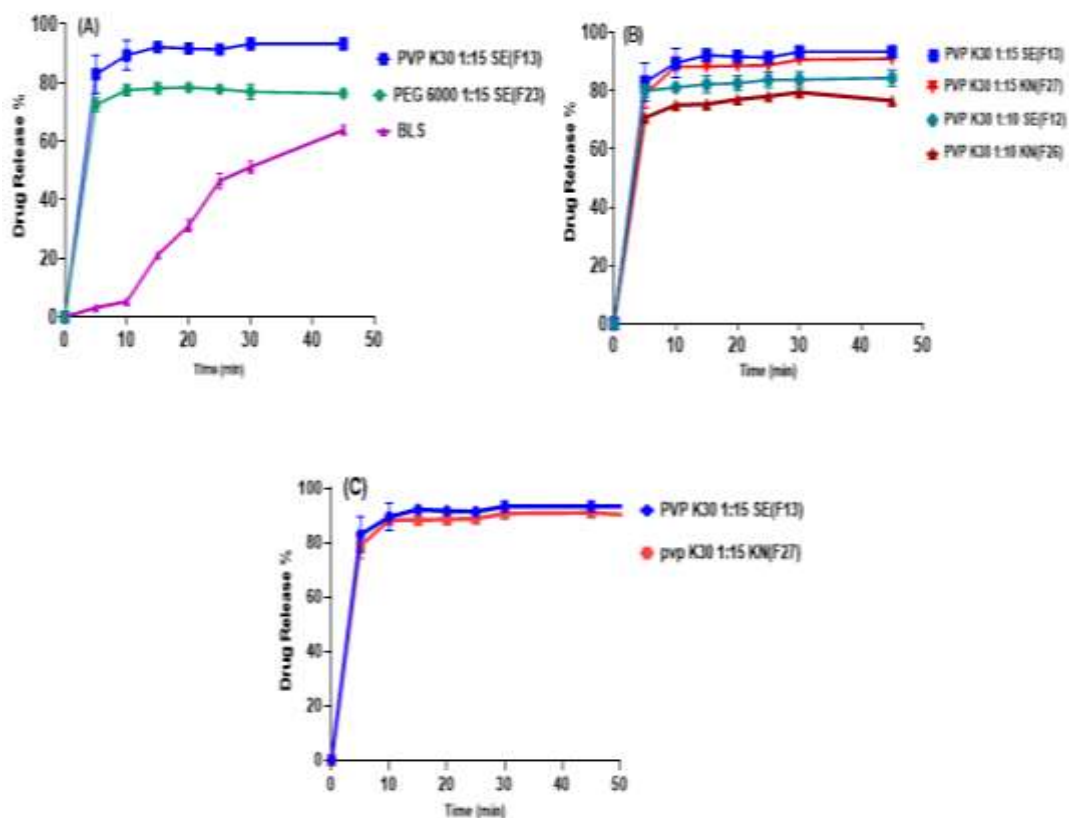 (A)
Drug Release %
100
80
60
40
20
0
0 10 20 30 40 50
Time (min)
PVP K30 1:15 SE(F13)
PEG 6000 1:15 SE(F23)
BLS
(B)
Drug Release %
100
80
60
40
20
0
0 10 20 30 40 50
Time (min)
PVP K30 1:15 SE(F13)
PVP K30 1:15 KN(F27)
PVP K30 1:10 SE(F12)
PVP K30 1:10 KN(F26)
(C)
Drug Release %
100
80
60
40
20
0
0 10 20 30 40 50
Time (min)
PVP K30 1:15 SE(F13)
pvp K30 1:15 KN(F27)